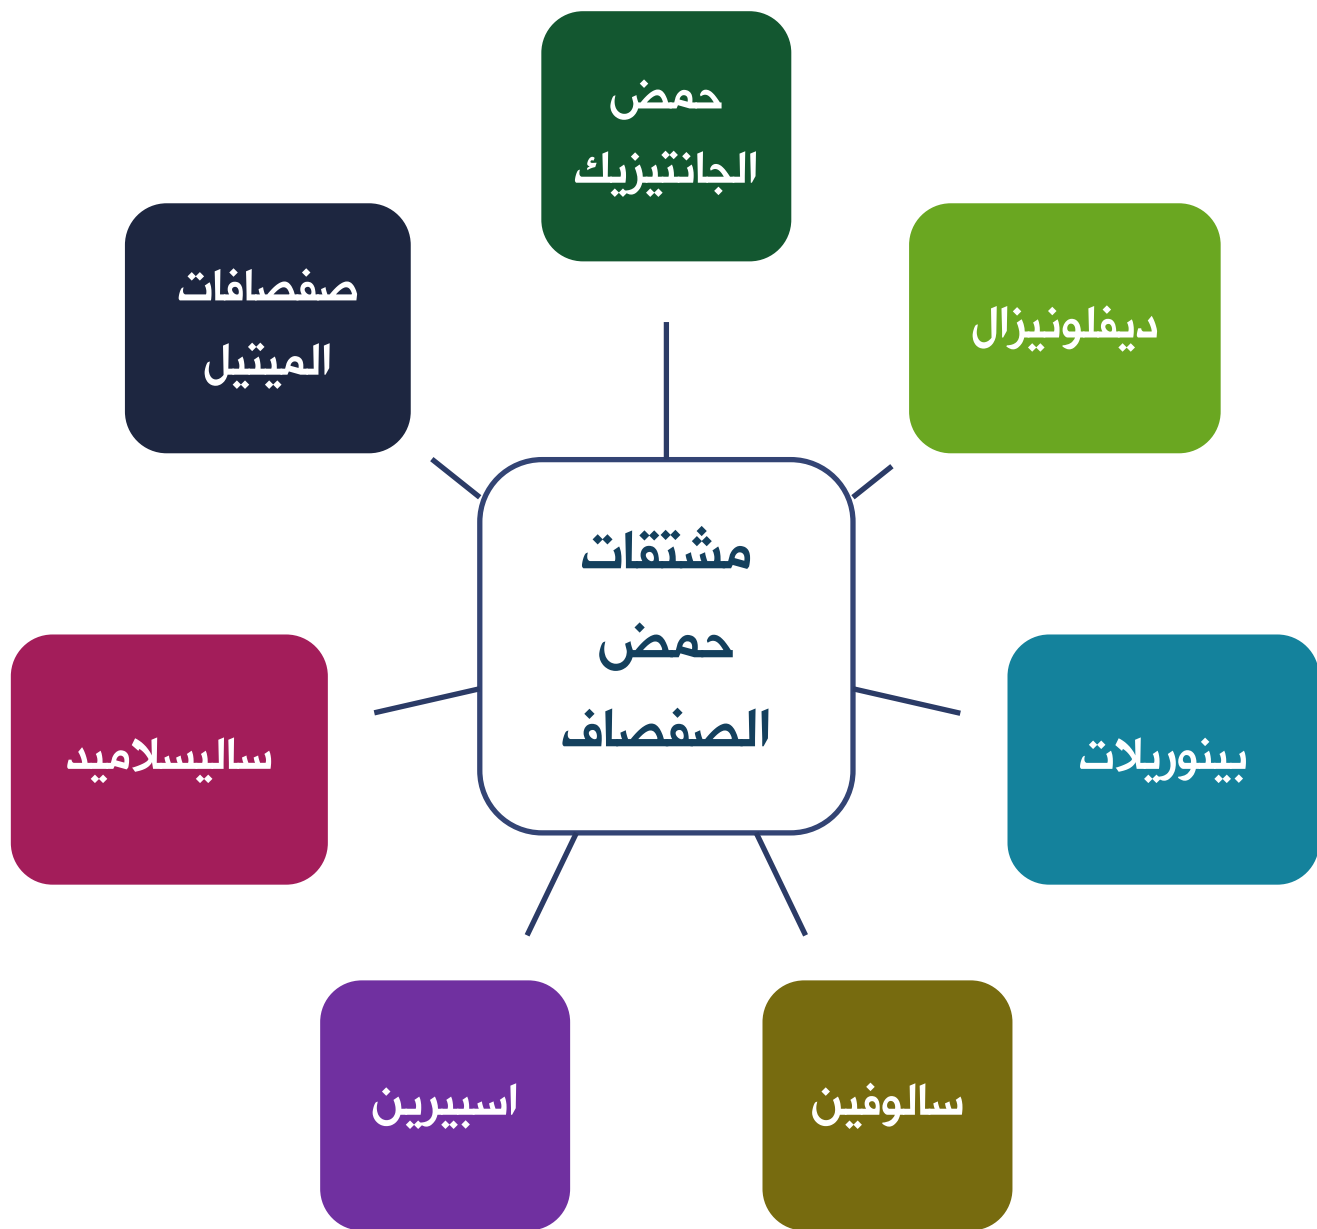 حمض
الجانتيزيك
ديفلونيزال
صفصافات
الميتيل
مشتقات
حمض
الصفصاف
بينوريلات
ساليسلاميد
سالوفين
اسبيرين